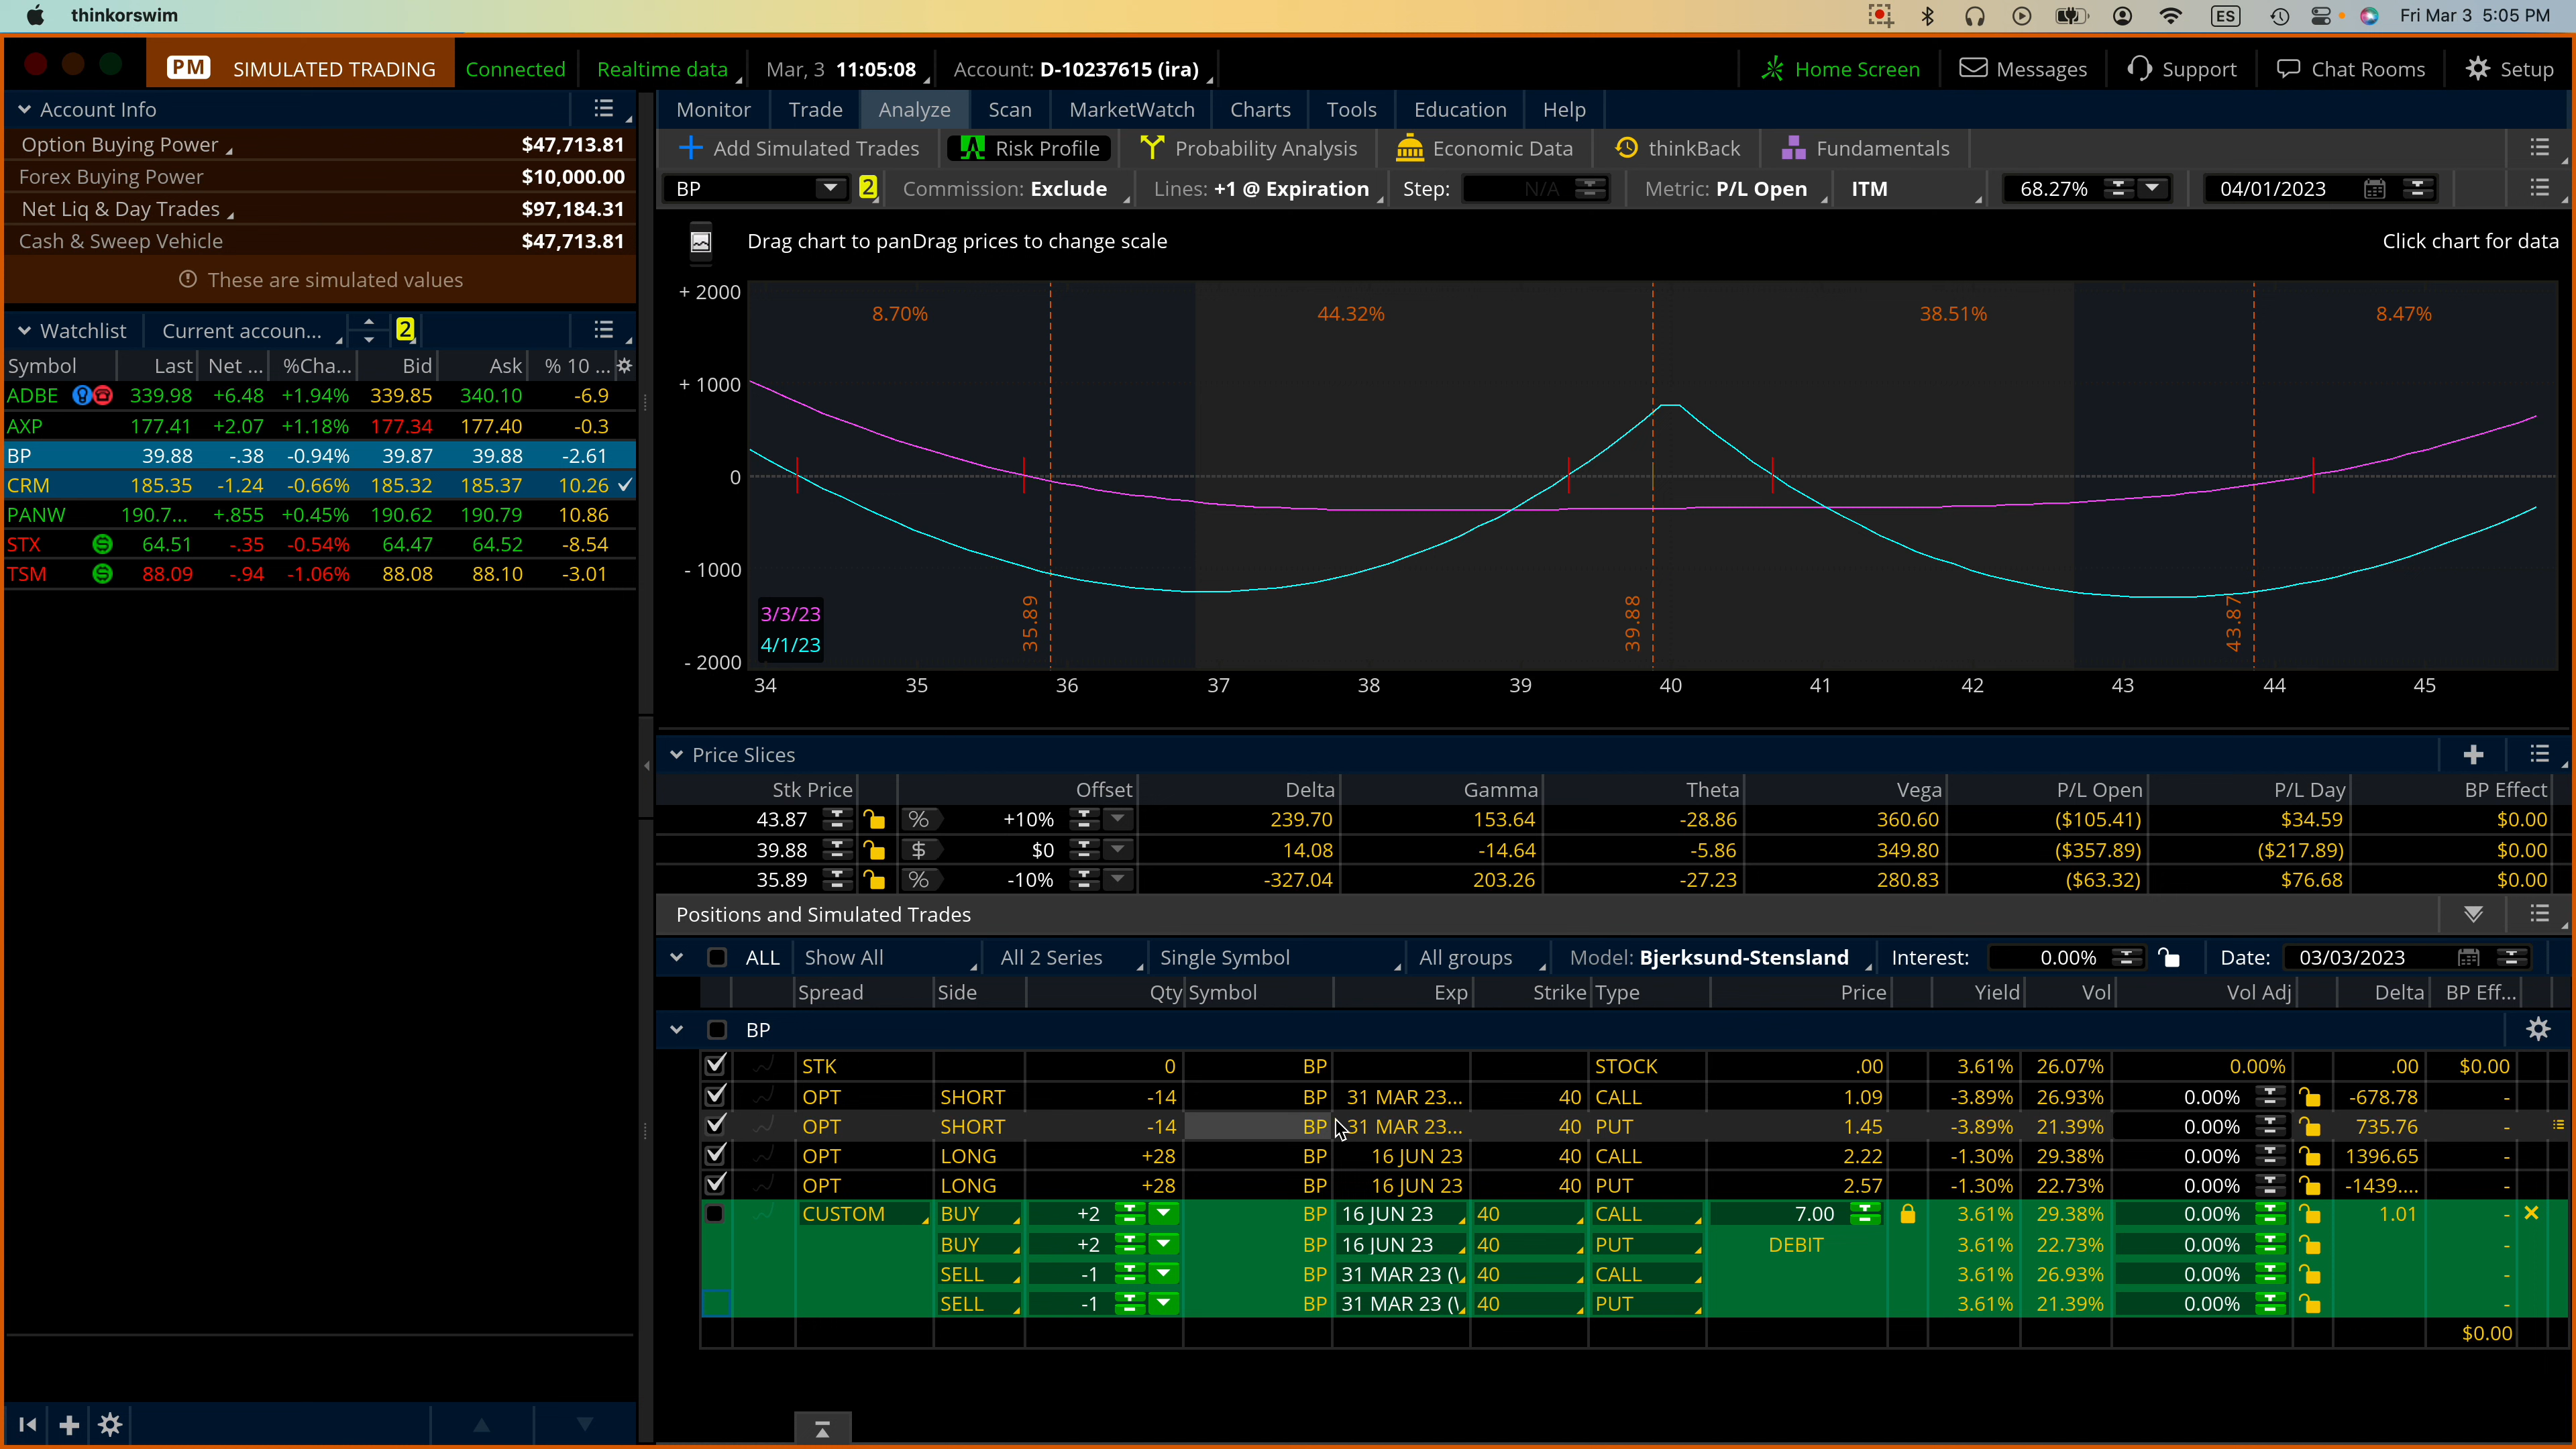 thinkorswim
ES
Fri Mar 3 5:05 PM
PM SIMULATED TRADING Connected Realtime data Mar, 3 11:05:08 Account: D-10237615 (ira) Home Screen Messages Support Chat Rooms Setup
Account Info
Option Buying Power $47,713.81
Forex Buying Power $10,000.00
Net Liq & Day Trades $97,184.31
Cash & Sweep Vehicle $47,713.81
These are simulated values
Watchlist Current accoun... 2
Symbol Last Net ... %Cha... Bid Ask % 10 ...
ADBE 339.98 +6.48 +1.94% 339.85 340.10 -6.9
AXP 177.41 +2.07 +1.18% 177.34 177.40 -0.3
BP 39.88 -.38 -0.94% 39.87 39.88 -2.61
CRM 185.35 -1.24 -0.66% 185.32 185.37 10.26
PANW 190.7... +.855 +0.45% 190.62 190.79 10.86
STX 64.51 -.35 -0.54% 64.47 64.52 -8.54
TSM 88.09 -.94 -1.06% 88.08 88.10 -3.01
Monitor Trade Analyze Scan MarketWatch Charts Tools Education Help
Add Simulated Trades Risk Profile Probability Analysis Economic Data thinkBack Fundamentals
BP 2 Commission: Exclude Lines: +1 @ Expiration Step: N/A Metric: P/L Open ITM 68.27% 04/01/2023
Drag chart to panDrag prices to change scale Click chart for data
+ 2000
+ 1000
0
- 1000
- 2000
8.70% 44.32% 38.51% 8.47%
35.89 39.88 43.87
3/3/23
4/1/23
34 35 36 37 38 39 40 41 42 43 44 45
Price Slices
Stk Price Offset Delta Gamma Theta Vega P/L Open P/L Day BP Effect
43.87 % +10% 239.70 153.64 -28.86 360.60 ($105.41) $34.59 $0.00
39.88 $ $0 14.08 -14.64 -5.86 349.80 ($357.89) ($217.89) $0.00
35.89 % -10% -327.04 203.26 -27.23 280.83 ($63.32) $76.68 $0.00
Positions and Simulated Trades
ALL Show All All 2 Series Single Symbol All groups Model: Bjerksund-Stensland Interest: 0.00% Date: 03/03/2023
Spread Side Qty Symbol Exp Strike Type Price Yield Vol Vol Adj Delta BP Eff...
BP
STK 0 BP STOCK .00 3.61% 26.07% 0.00% .00 $0.00
OPT SHORT -14 BP 31 MAR 23... 40 CALL 1.09 -3.89% 26.93% 0.00% -678.78 -
OPT SHORT -14 BP 31 MAR 23... 40 PUT 1.45 -3.89% 21.39% 0.00% 735.76 -
OPT LONG +28 BP 16 JUN 23 40 CALL 2.22 -1.30% 29.38% 0.00% 1396.65 -
OPT LONG +28 BP 16 JUN 23 40 PUT 2.57 -1.30% 22.73% 0.00% -1439.... -
CUSTOM BUY +2 BP 16 JUN 23 40 CALL 7.00 3.61% 29.38% 0.00% 1.01 -
BUY +2 BP 16 JUN 23 40 PUT DEBIT 3.61% 22.73% 0.00% -
SELL -1 BP 31 MAR 23 (\ 40 CALL 3.61% 26.93% 0.00% -
SELL -1 BP 31 MAR 23 (\ 40 PUT 3.61% 21.39% 0.00% -
$0.00